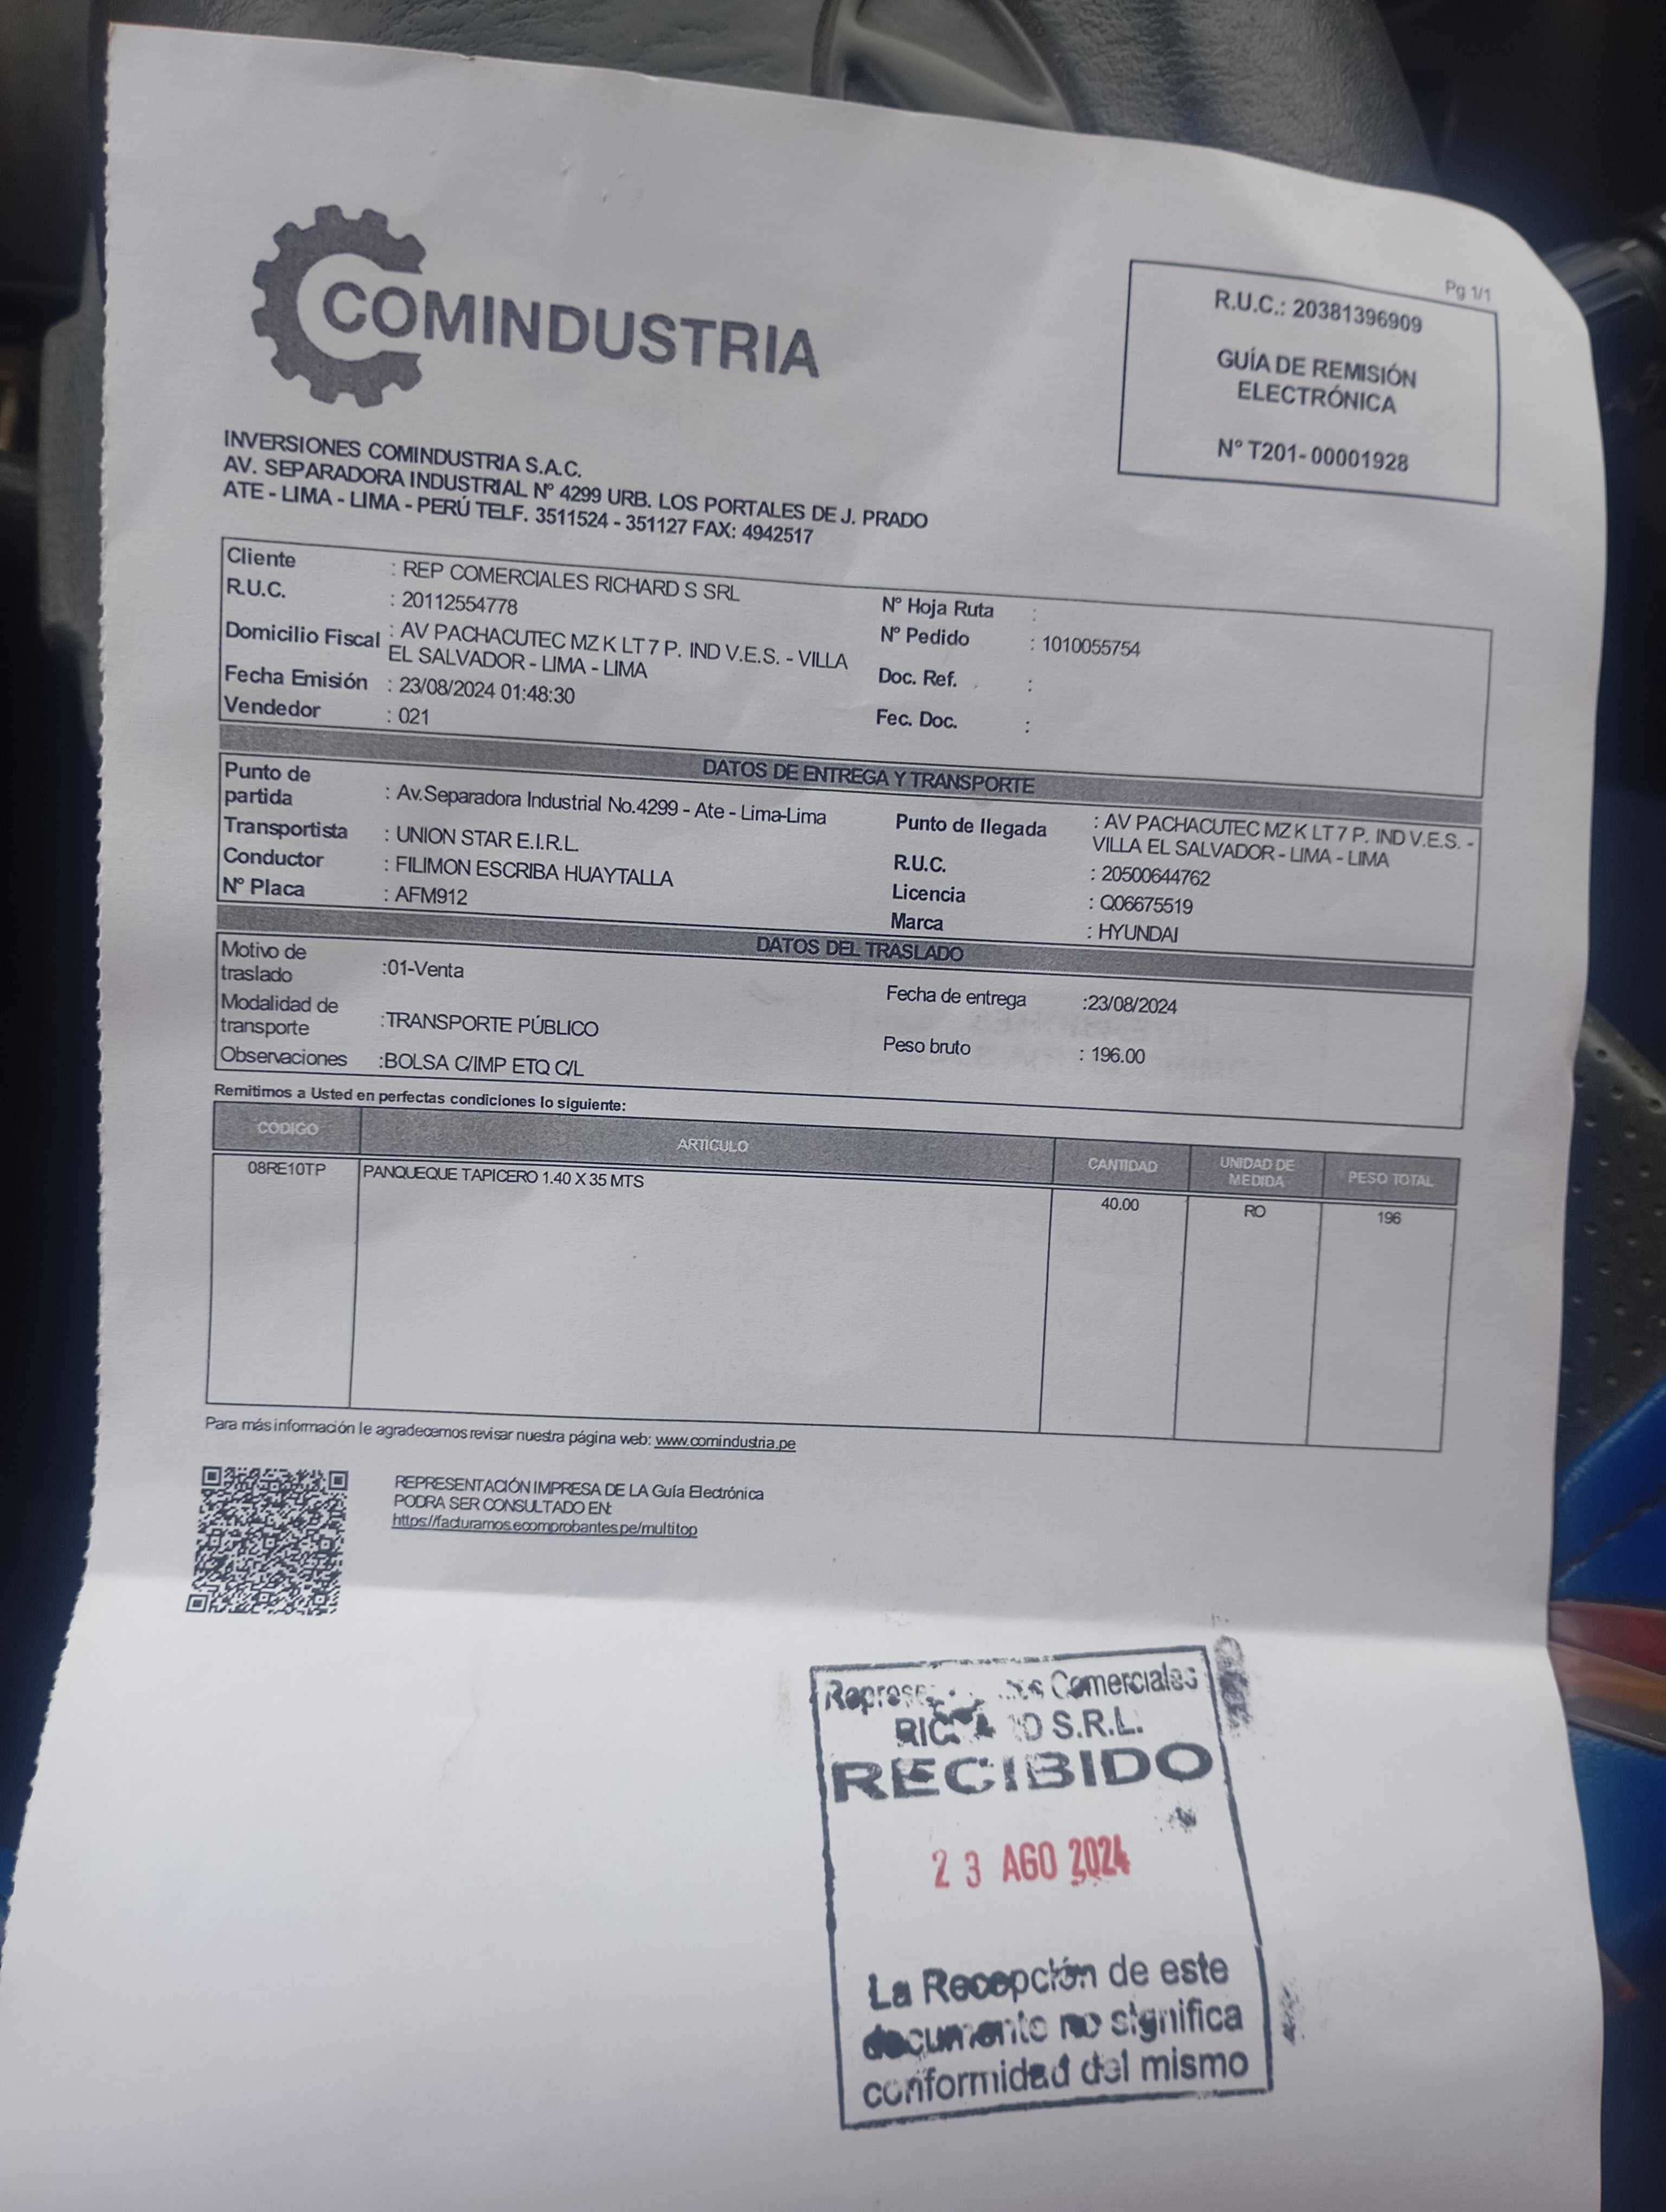 Pg 1/1
COMINDUSTRIA
R.U.C.: 20381396909
GUÍA DE REMISIÓN
ELECTRÓNICA
N° T201-00001928
INVERSIONES COMINDUSTRIA S.A.C.
AV. SEPARADORA INDUSTRIAL N° 4299 URB. LOS PORTALES DE J. PRADO
ATE - LIMA - LIMA - PERÚ TELF. 3511524 - 351127 FAX: 4942517
Cliente : REP COMERCIALES RICHARD S SRL
R.U.C. : 20112554778
Domicilio Fiscal : AV PACHACUTEC MZ K LT 7 P. IND V.E.S. - VILLA
EL SALVADOR - LIMA - LIMA
Fecha Emisión : 23/08/2024 01:48:30
Vendedor : 021
N° Hoja Ruta :
N° Pedido : 1010055754
Doc. Ref. :
Fec. Doc. :
DATOS DE ENTREGA Y TRANSPORTE
Punto de
partida : Av.Separadora Industrial No.4299 - Ate - Lima-Lima
Transportista : UNION STAR E.I.R.L.
Conductor : FILIMON ESCRIBA HUAYTALLA
N° Placa : AFM912
Punto de llegada : AV PACHACUTEC MZ K LT 7 P. IND V.E.S. -
VILLA EL SALVADOR - LIMA - LIMA
R.U.C. : 20500644762
Licencia : Q06675519
Marca : HYUNDAI
DATOS DEL TRASLADO
Motivo de
traslado :01-Venta
Modalidad de
transporte :TRANSPORTE PÚBLICO
Observaciones :BOLSA C/IMP ETQ C/L
Fecha de entrega :23/08/2024
Peso bruto : 196.00
Remitimos a Usted en perfectas condiciones lo siguiente:
CÓDIGO ARTICULO CANTIDAD UNIDAD DE MEDIDA PESO TOTAL
08RE10TP PANQUEQUE TAPICERO 1.40 X 35 MTS 40.00 RO 196
Para más información le agradecemos revisar nuestra página web: www.comindustria.pe
REPRESENTACIÓN IMPRESA DE LA Guía Electrónica
PODRA SER CONSULTADO EN:
https://facturamos.ecomprobantes.pe/multitop
Comerciales
S.R.L.
RECIBIDO
23 AGO 2024
La Recepción de este
documento no significa
conformidad del mismo